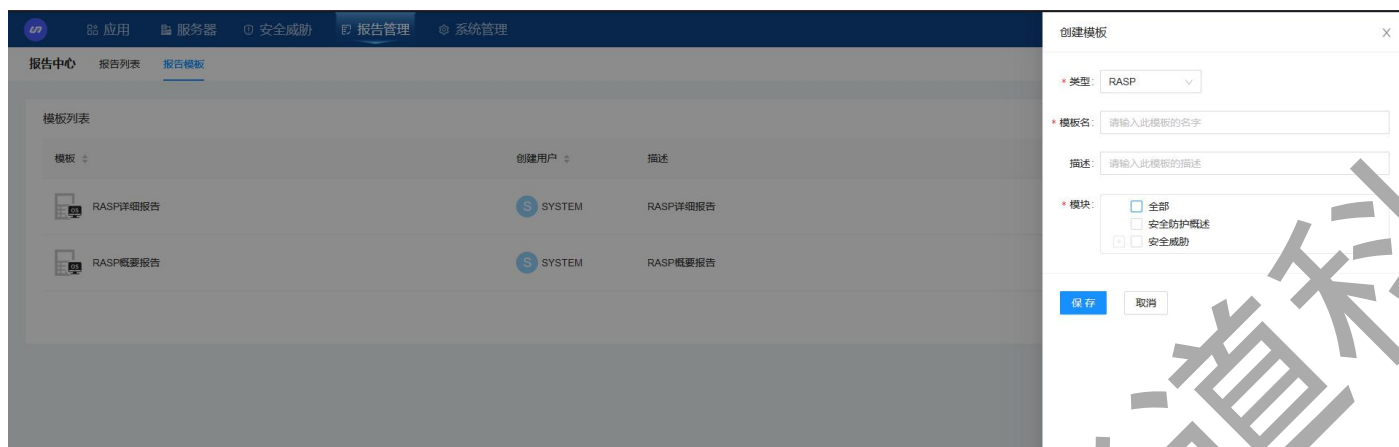 应用 服务器 安全威胁 报告管理 系统管理
报告中心 报告列表 报告模板
模板列表
模板 创建用户 描述
RASP详细报告 S SYSTEM RASP详细报告
RASP概要报告 S SYSTEM RASP概要报告
创建模板
* 类型: RASP
* 模板名: 请输入此模板的名字
描述: 请输入此模板的描述
* 模块: 全部
安全防护概述
安全威胁
保存 取消
道科